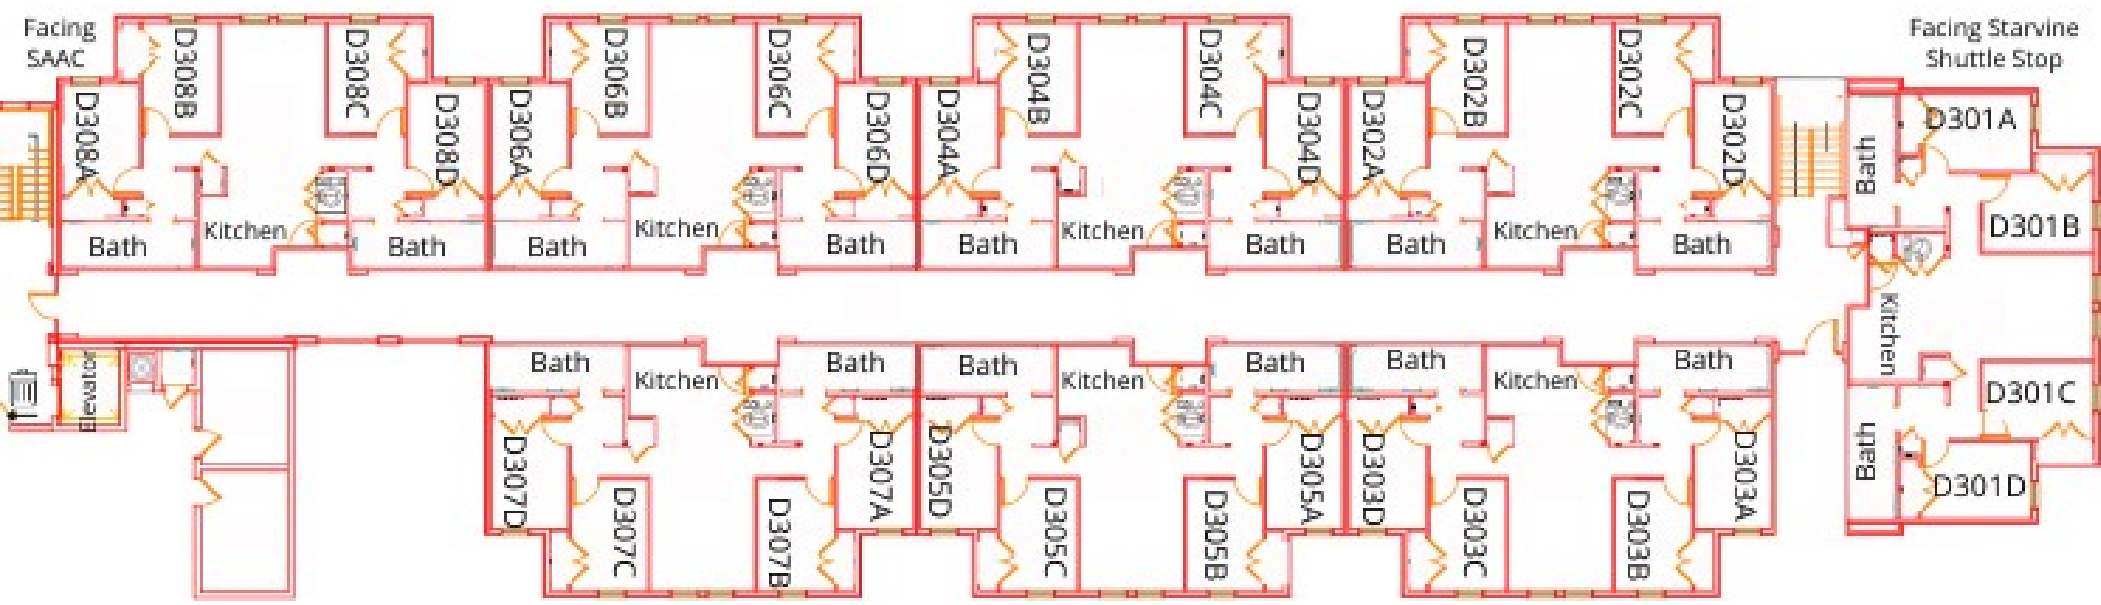 Facing
SAAC
Facing Starvine
Shuttle Stop
D308B
D308C
D306B
D306C
D304B
D304C
D302B
D302C
D308A
D308D
D306A
D306D
D304A
D304D
D302A
D302D
D301A
Bath
D301B
Bath
Kitchen
Bath
Bath
Kitchen
Bath
Bath
Kitchen
Bath
Bath
Kitchen
Bath
Kitchen
Elevator
Bath
Kitchen
Bath
Bath
Kitchen
Bath
Bath
Kitchen
Bath
D301C
Bath
D301D
D307D
D307A
D305D
D305A
D303D
D303A
D307C
D307B
D305C
D305B
D303C
D303B